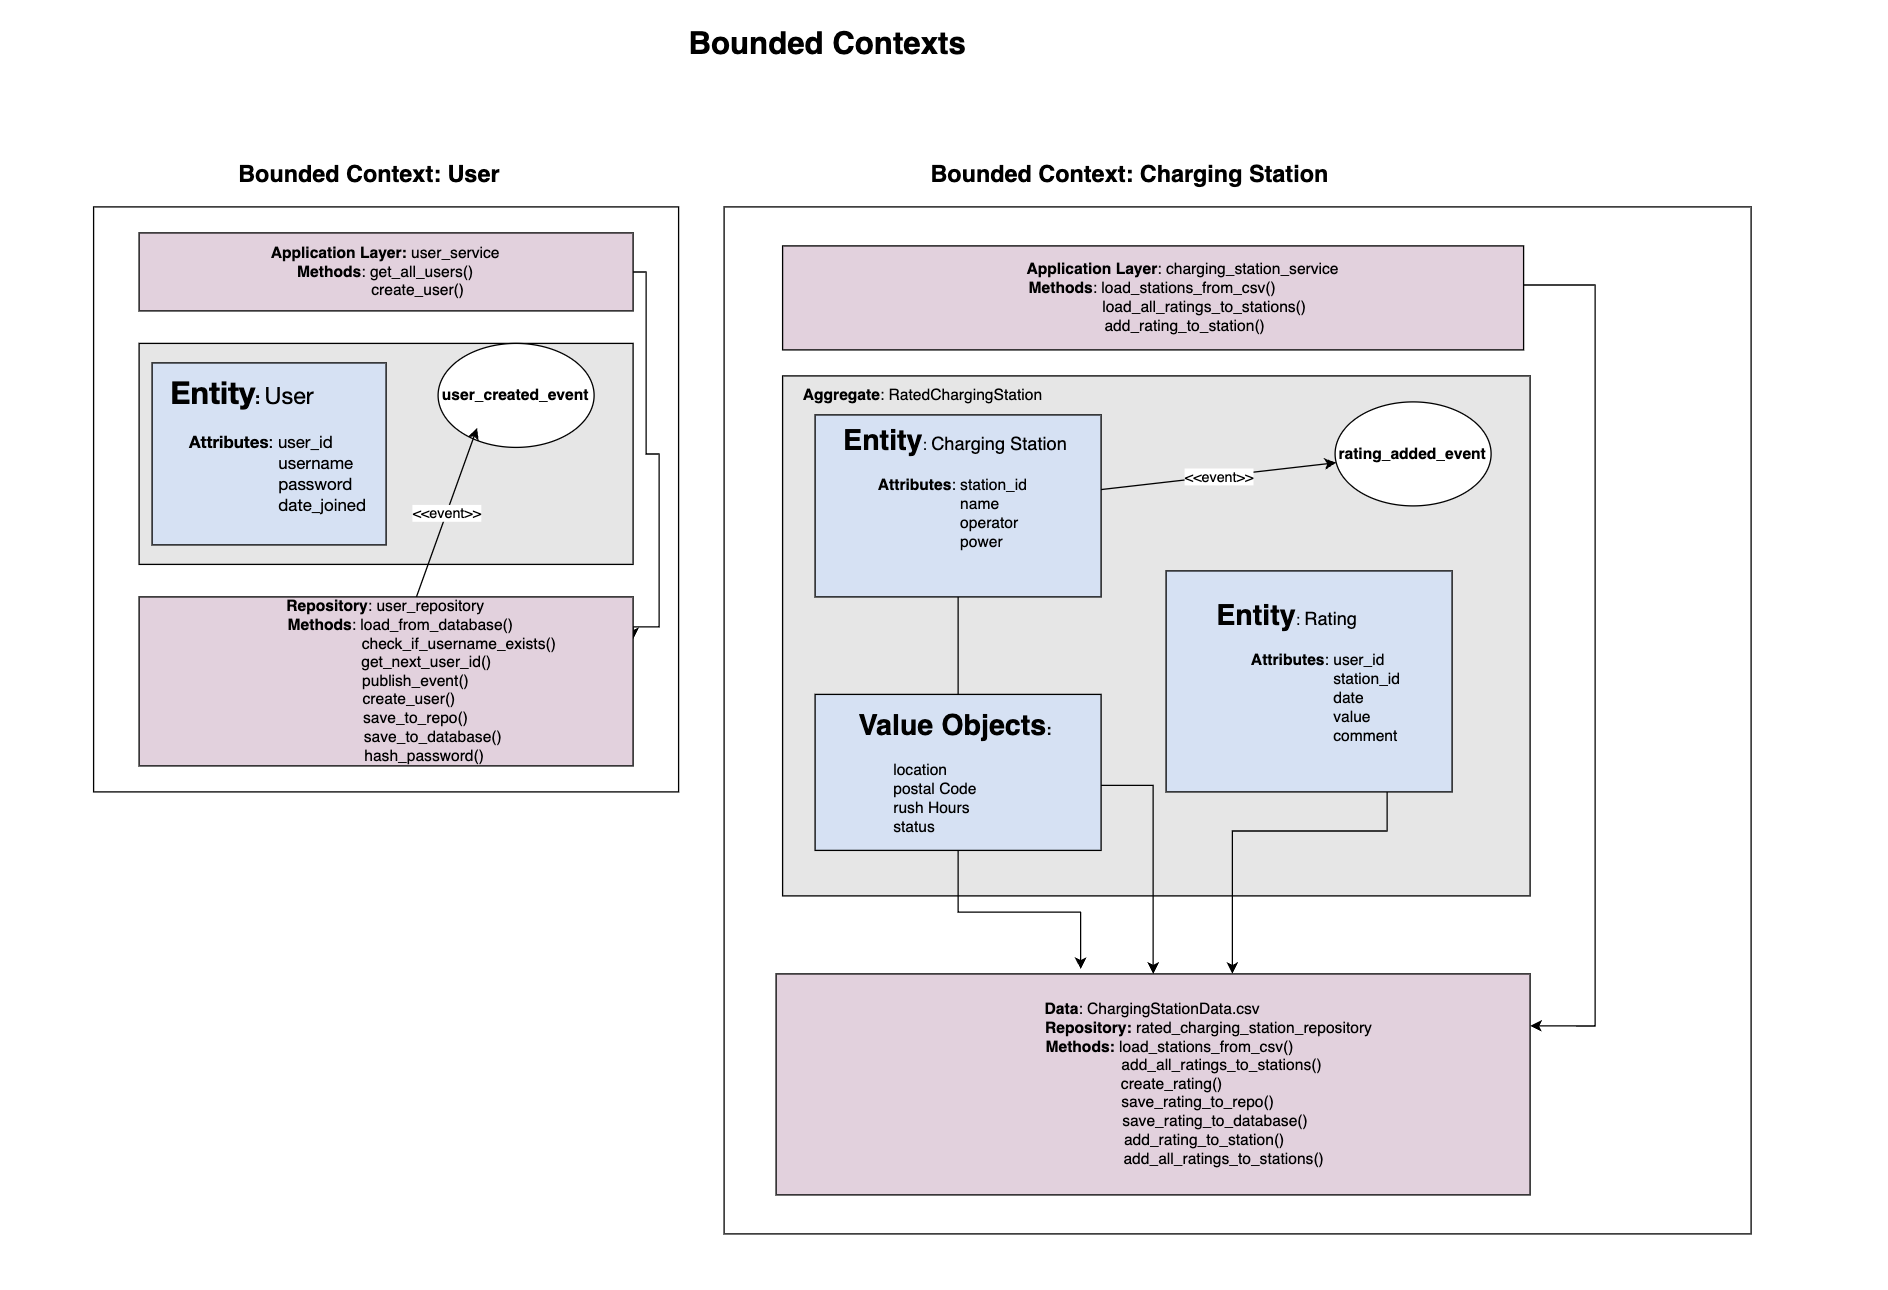 Bounded Contexts
Bounded Context: User
Application Layer: user_service
Methods: get_all_users()
create_user()
Entity: User
Attributes: user_id
username
password
date_joined
user_created_event
<<event>>
Repository: user_repository
Methods: load_from_database()
check_if_username_exists()
get_next_user_id()
publish_event()
create_user()
save_to_repo()
save_to_database()
hash_password()
Bounded Context: Charging Station
Application Layer: charging_station_service
Methods: load_stations_from_csv()
load_all_ratings_to_stations()
add_rating_to_station()
Aggregate: RatedChargingStation
Entity: Charging Station
Attributes: station_id
name
operator
power
<<event>>
rating_added_event
Entity: Rating
Attributes: user_id
station_id
date
value
comment
Value Objects:
location
postal Code
rush Hours
status
Data: ChargingStationData.csv
Repository: rated_charging_station_repository
Methods: load_stations_from_csv()
add_all_ratings_to_stations()
create_rating()
save_rating_to_repo()
save_rating_to_database()
add_rating_to_station()
add_all_ratings_to_stations()